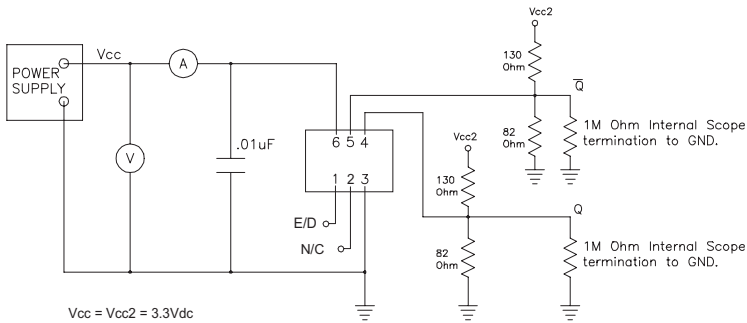 Vcc2
130
Ohm
Q
Vcc
A
POWER
SUPPLY
82
Ohm
1M Ohm Internal Scope
termination to GND.
.01uF
6 5 4
Vcc2
V
130
Ohm
1 2 3
E/D
Q
N/C
82
Ohm
1M Ohm Internal Scope
termination to GND.
Vcc = Vcc2 = 3.3Vdc